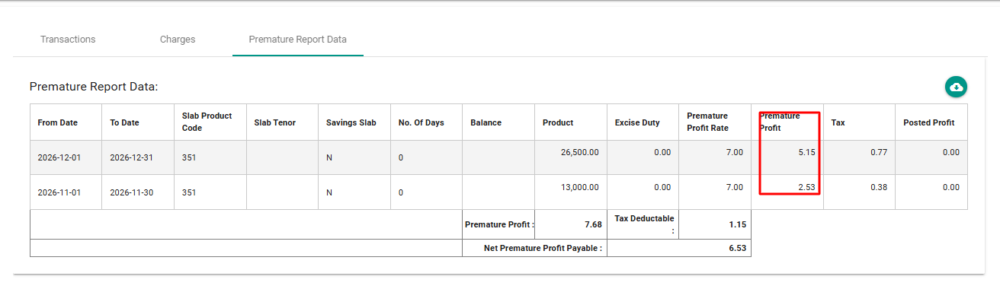 Transactions Charges Premature Report Data
Premature Report Data:
From Date To Date Slab Product Code Slab Tenor Savings Slab No. Of Days Balance Product Excise Duty Premature Profit Rate Premature Profit Tax Posted Profit
2026-12-01 2026-12-31 351 N 0 26,500.00 0.00 7.00 5.15 0.77 0.00
2026-11-01 2026-11-30 351 N 0 13,000.00 0.00 7.00 2.53 0.38 0.00
Premature Profit : 7.68 Tax Deductable : 1.15
Net Premature Profit Payable : 6.53